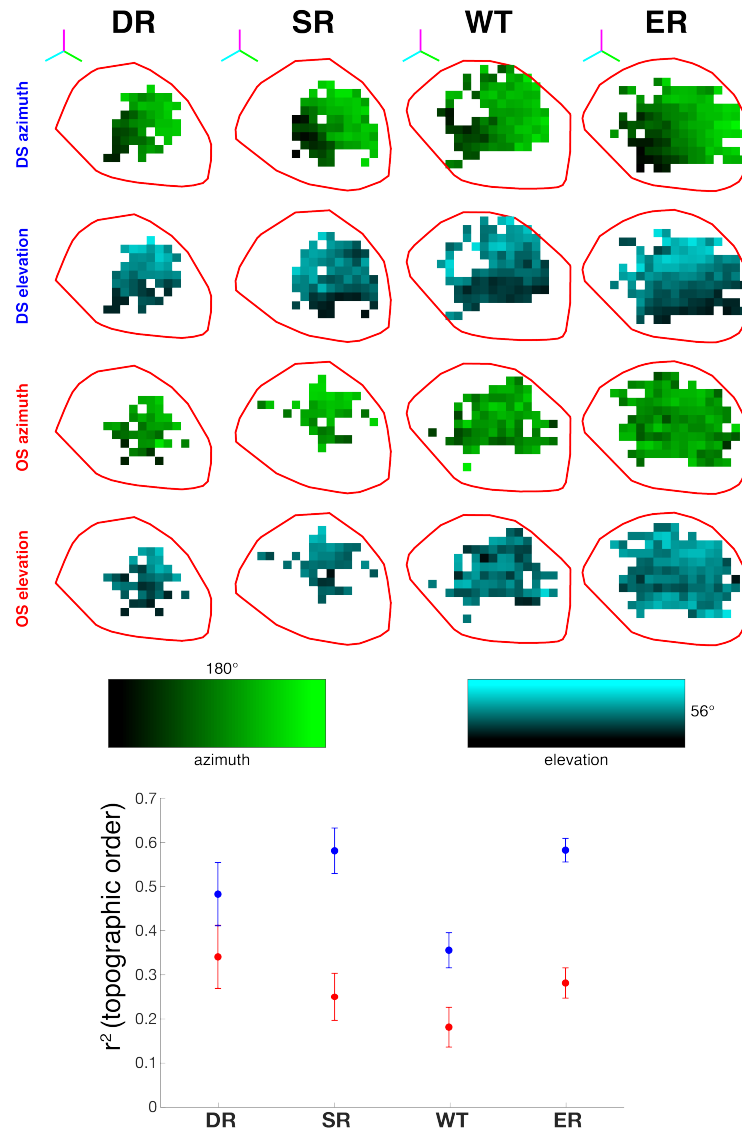 DR SR WT ER
DS azimuth
DS elevation
OS azimuth
OS elevation
180°
azimuth
56°
elevation
r² (topographic order)
0.7
0.6
0.5
0.4
0.3
0.2
0.1
0
DR SR WT ER